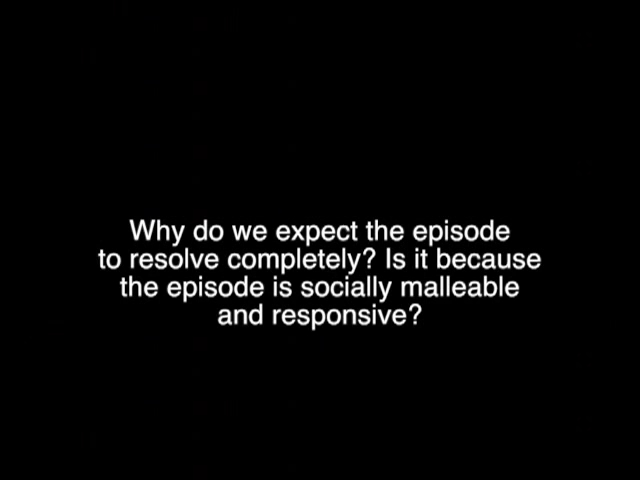 Why do we expect the episode
to resolve completely? Is it because
the episode is socially malleable
and responsive?